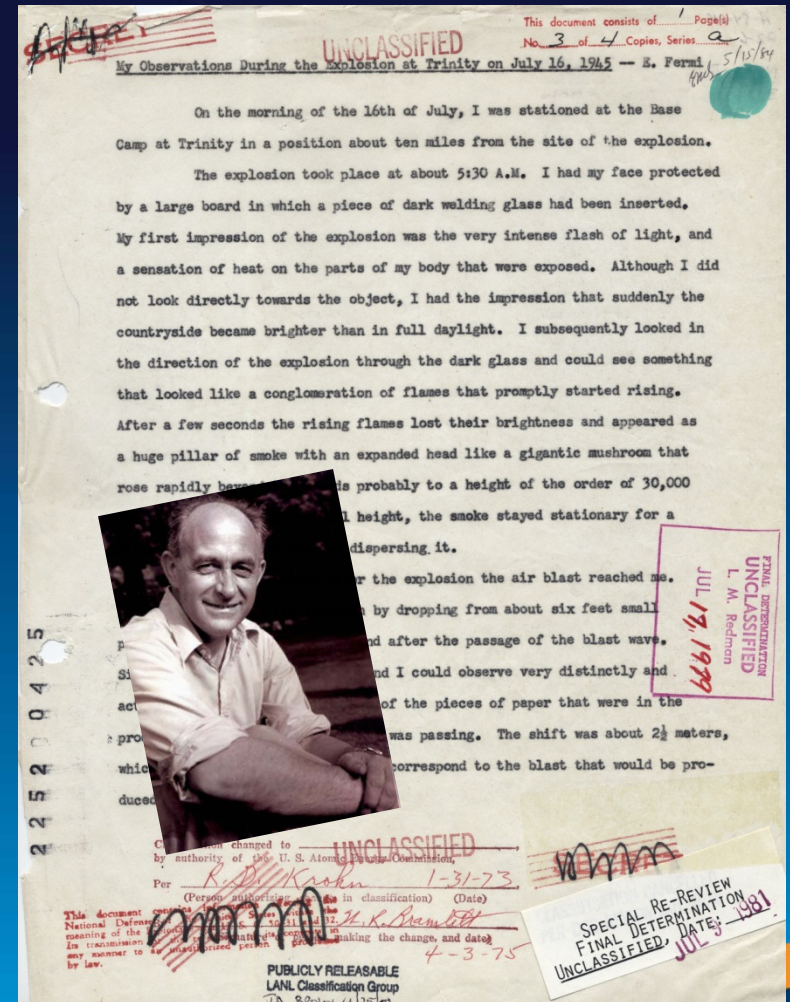 SECRET
UNCLASSIFIED
This document consists of 1 Page(s)
No. 3 of 4 Copies, Series a
5/15/84
My Observations During the Explosion at Trinity on July 16, 1945 -- E. Fermi
On the morning of the 16th of July, I was stationed at the Base
Camp at Trinity in a position about ten miles from the site of the explosion.
The explosion took place at about 5:30 A.M. I had my face protected
by a large board in which a piece of dark welding glass had been inserted.
My first impression of the explosion was the very intense flash of light, and
a sensation of heat on the parts of my body that were exposed. Although I did
not look directly towards the object, I had the impression that suddenly the
countryside became brighter than in full daylight. I subsequently looked in
the direction of the explosion through the dark glass and could see something
that looked like a conglomeration of flames that promptly started rising.
After a few seconds the rising flames lost their brightness and appeared as
a huge pillar of smoke with an expanded head like a gigantic mushroom that
rose rapidly probably to a height of the order of 30,000
height, the smoke stayed stationary for a
dispersing it.
the explosion the air blast reached me.
by dropping from about six feet small
after the passage of the blast wave.
I could observe very distinctly and
of the pieces of paper that were in the
was passing. The shift was about 2½ meters,
correspond to the blast that would be pro-
FINAL DETERMINATION
UNCLASSIFIED
L. M. Redman
JUL 17, 1979
2252 0425
changed to
UNCLASSIFIED
by authority of the U. S. Atomic Energy Commission,
Per R. Krohn 1-31-73
(Person authorizing change in classification) (Date)
This document
National Defense
meaning of the
Its transmission
any manner to
by law.
making the change, and date)
4-3-75
PUBLICLY RELEASABLE
LANL Classification Group
SPECIAL RE-REVIEW
FINAL DETERMINATION
UNCLASSIFIED, DATE:
JUL 1981